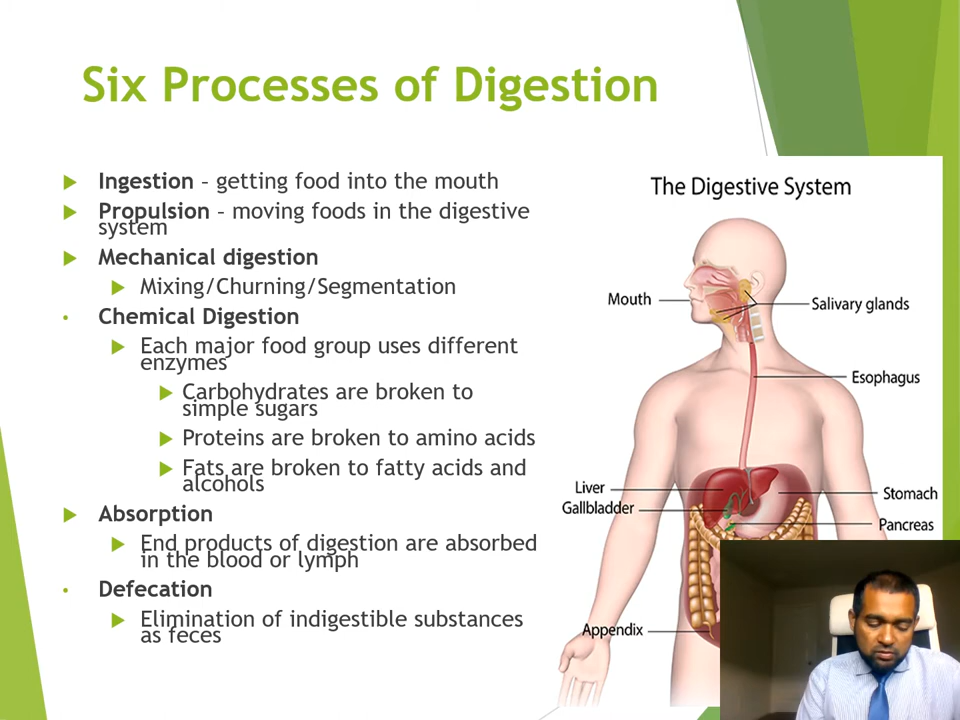 Six Processes of Digestion
Ingestion – getting food into the mouth
Propulsion – moving foods in the digestive
system
Mechanical digestion
Mixing/Churning/Segmentation
Chemical Digestion
Each major food group uses different
enzymes
Carbohydrates are broken to
simple sugars
Proteins are broken to amino acids
Fats are broken to fatty acids and
alcohols
Absorption
End products of digestion are absorbed
in the blood or lymph
Defecation
Elimination of indigestible substances
as feces
The Digestive System
Mouth
Salivary glands
Esophagus
Liver
Gallbladder
Stomach
Pancreas
Appendix